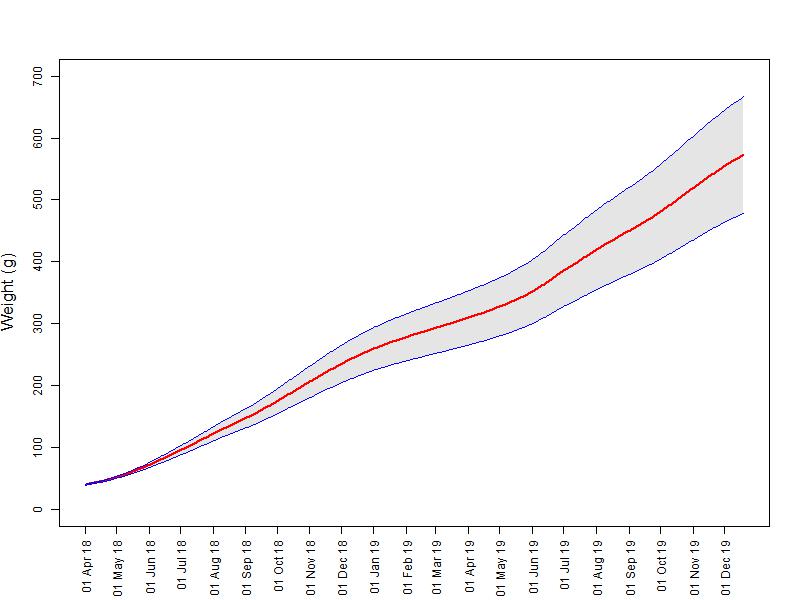 Weight (g)
700
600
500
400
300
200
100
0
01 Apr 18
01 May 18
01 Jun 18
01 Jul 18
01 Aug 18
01 Sep 18
01 Oct 18
01 Nov 18
01 Dec 18
01 Jan 19
01 Feb 19
01 Mar 19
01 Apr 19
01 May 19
01 Jun 19
01 Jul 19
01 Aug 19
01 Sep 19
01 Oct 19
01 Nov 19
01 Dec 19